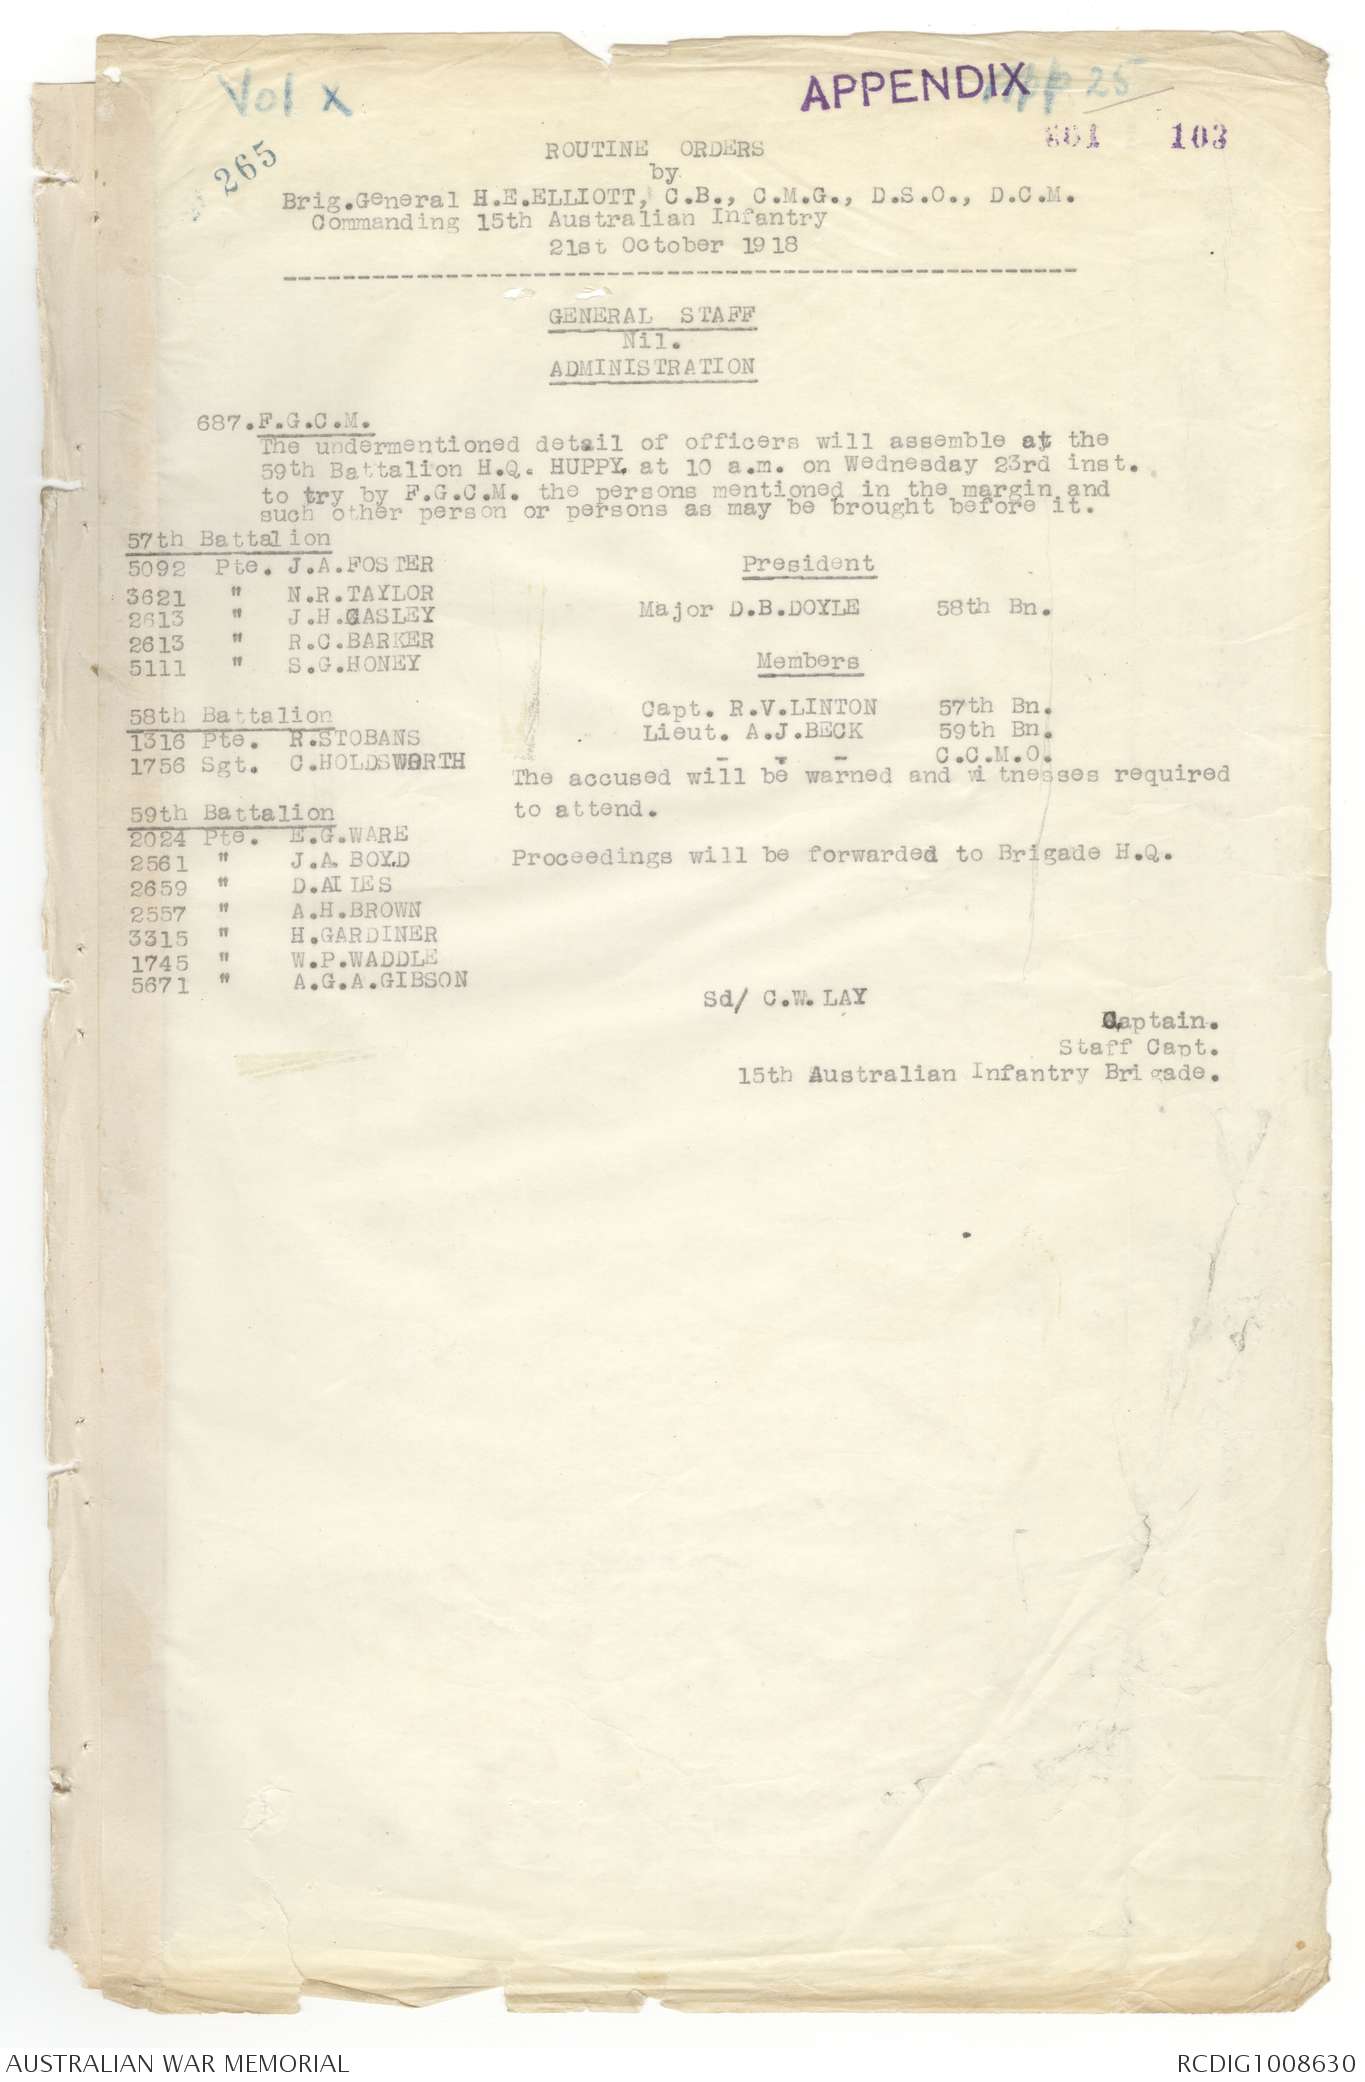 Vol X
APPENDIX
App 25
265
601 103
ROUTINE ORDERS
by
Brig.General H.E.ELLIOTT, C.B., C.M.G., D.S.O., D.C.M.
Commanding 15th Australian Infantry
21st October 1918
GENERAL STAFF
Nil.
ADMINISTRATION
687. F.G.C.M.
The undermentioned detail of officers will assemble at the
59th Battalion H.Q. HUPPY. at 10 a.m. on Wednesday 23rd inst.
to try by F.G.C.M. the persons mentioned in the margin and
such other person or persons as may be brought before it.
57th Battalion
5092 Pte. J.A.FOSTER
3621 " N.R.TAYLOR
2613 " J.H.GASLEY
2613 " R.C.BARKER
5111 " S.G.HONEY
58th Battalion
1316 Pte. R.STOBANS
1756 Sgt. C.HOLDSWORTH
59th Battalion
2024 Pte. E.G.WARE
2561 " J.A. BOYD
2659 "
2557 " A.H.BROWN
3315 " H.GARDINER
1745 " W.P.WADDLE
5671 " A.G.A.GIBSON
President
Major D.B.DOYLE 58th Bn.
Members
Capt. R.V.LINTON 57th Bn.
Lieut. A.J.BECK 59th Bn.
- - - C.C.M.O.
The accused will be warned and witnesses required
to attend.
Proceedings will be forwarded to Brigade H.Q.
Sd/ C.W. LAY
Captain.
Staff Capt.
15th Australian Infantry Brigade.
AUSTRALIAN WAR MEMORIAL
RCDIG1008630